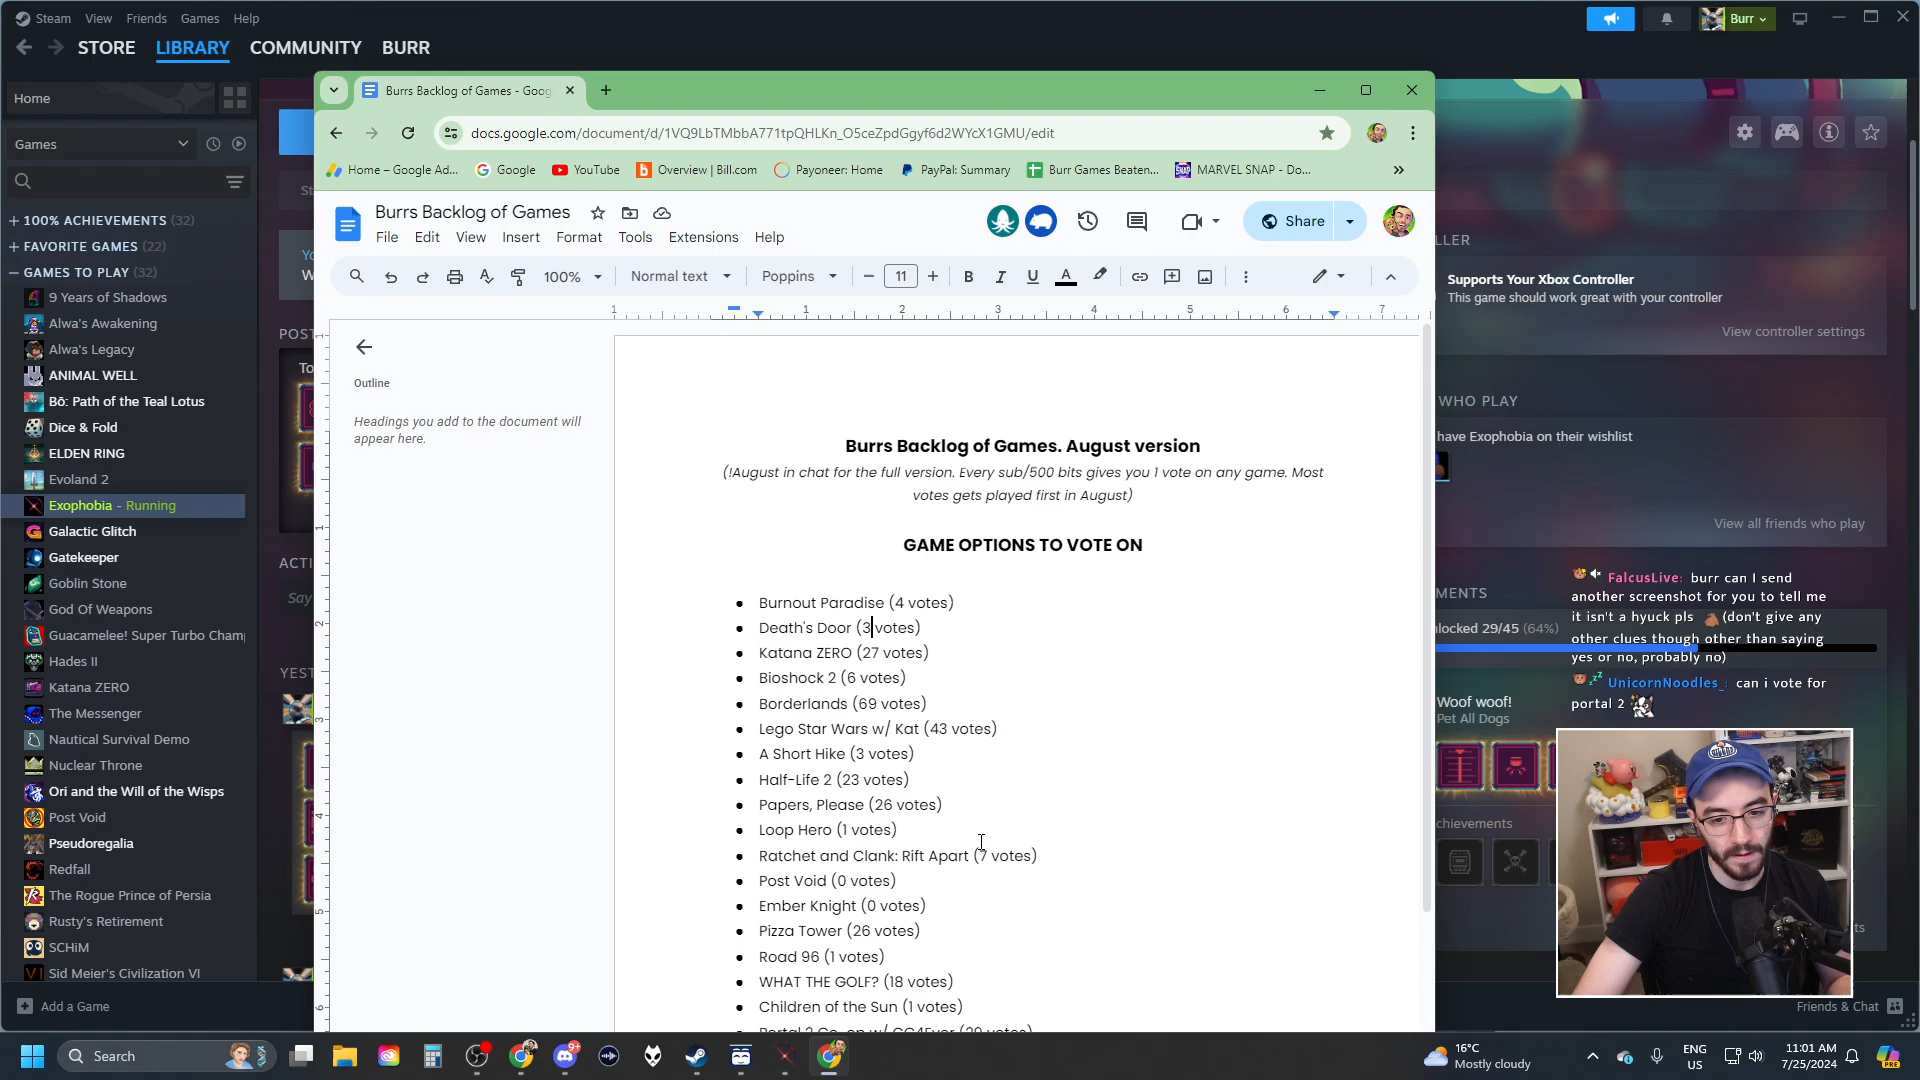 Steam View Friends Games Help
Burr
STORE LIBRARY COMMUNITY BURR
Home
Games
+ 100% ACHIEVEMENTS (32)
+ FAVORITE GAMES (22)
− GAMES TO PLAY (32)
9 Years of Shadows
Alwa's Awakening
Alwa's Legacy
ANIMAL WELL
Bō: Path of the Teal Lotus
Dice & Fold
ELDEN RING
Evoland 2
Exophobia - Running
Galactic Glitch
Gatekeeper
Goblin Stone
God Of Weapons
Guacamelee! Super Turbo Cham
Hades II
Katana ZERO
The Messenger
Nautical Survival Demo
Nuclear Throne
Ori and the Will of the Wisps
Post Void
Pseudoregalia
Redfall
The Rogue Prince of Persia
Rusty's Retirement
SCHiM
Sid Meier's Civilization VI
Add a Game
POST
To
ACTI
Say
YEST
Burrs Backlog of Games - Goog
docs.google.com/document/d/1VQ9LbTMbbA771tpQHLKn_O5ceZpdGgyf6d2WYcX1GMU/edit
Home – Google Ad... Google YouTube Overview | Bill.com Payoneer: Home PayPal: Summary Burr Games Beaten... MARVEL SNAP - Do...
Burrs Backlog of Games
File Edit View Insert Format Tools Extensions Help
Share
100% Normal text Poppins 11
1 1 2 3 4 5 6 7
Outline
Headings you add to the document will
appear here.
Burrs Backlog of Games. August version
(!August in chat for the full version. Every sub/500 bits gives you 1 vote on any game. Most
votes gets played first in August)
GAME OPTIONS TO VOTE ON
● Burnout Paradise (4 votes)
● Death's Door (3 votes)
● Katana ZERO (27 votes)
● Bioshock 2 (6 votes)
● Borderlands (69 votes)
● Lego Star Wars w/ Kat (43 votes)
● A Short Hike (3 votes)
● Half-Life 2 (23 votes)
● Papers, Please (26 votes)
● Loop Hero (1 votes)
● Ratchet and Clank: Rift Apart (7 votes)
● Post Void (0 votes)
● Ember Knight (0 votes)
● Pizza Tower (26 votes)
● Road 96 (1 votes)
● WHAT THE GOLF? (18 votes)
● Children of the Sun (1 votes)
LLER
Supports Your Xbox Controller
This game should work great with your controller
View controller settings
WHO PLAY
have Exophobia on their wishlist
View all friends who play
MENTS
nlocked 29/45 (64%)
Woof woof!
Pet All Dogs
chievements
FalcusLive: burr can I send
another screenshot for you to tell me
it isn't a hyuck pls (don't give any
other clues though other than saying
yes or no, probably no)
UnicornNoodles_: can i vote for
portal 2
Friends & Chat
Search
16°C
Mostly cloudy
ENG
US
11:01 AM
7/25/2024